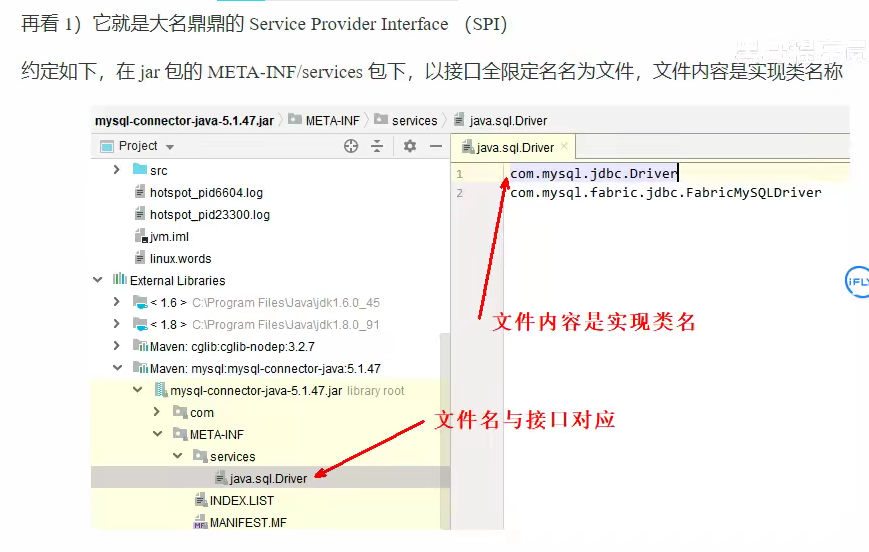 再看 1）它就是大名鼎鼎的 Service Provider Interface （SPI）
约定如下，在 jar 包的 META-INF/services 包下，以接口全限定名名为文件，文件内容是实现类名称
mysql-connector-java-5.1.47.jar META-INF services java.sql.Driver
Project
java.sql.Driver
src
hotspot_pid6604.log
hotspot_pid23300.log
jvm.iml
linux.words
External Libraries
< 1.6 > C:\Program Files\Java\jdk1.6.0_45
< 1.8 > C:\Program Files\Java\jdk1.8.0_91
Maven: cglib:cglib-nodep:3.2.7
Maven: mysql:mysql-connector-java:5.1.47
mysql-connector-java-5.1.47.jar library root
com
META-INF
services
java.sql.Driver
INDEX.LIST
MANIFEST.MF
1 com.mysql.jdbc.Driver
2 com.mysql.fabric.jdbc.FabricMySQLDriver
文件内容是实现类名
文件名与接口对应
iFLY